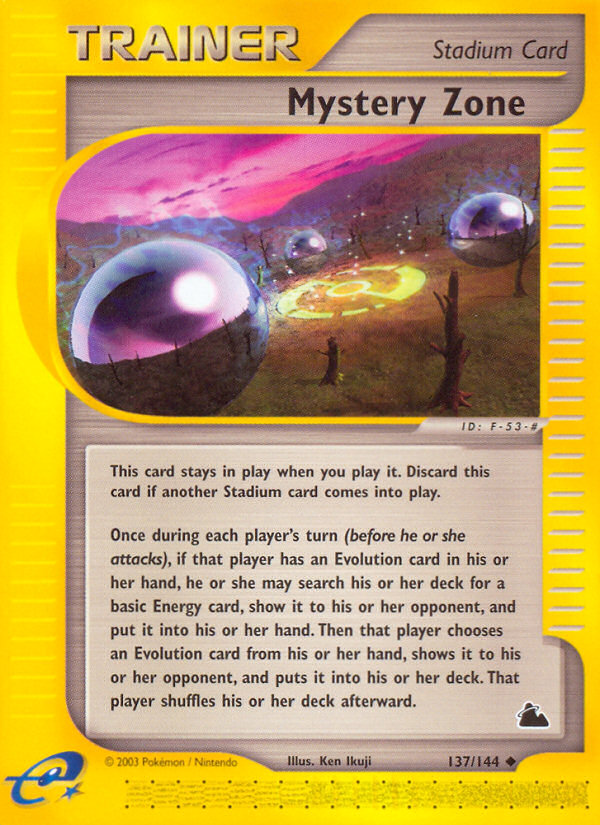 TRAINER
Stadium Card
Mystery Zone
ID: F-53-#
This card stays in play when you play it. Discard this
card if another Stadium card comes into play.
Once during each player's turn (before he or she
attacks), if that player has an Evolution card in his or
her hand, he or she may search his or her deck for a
basic Energy card, show it to his or her opponent, and
put it into his or her hand. Then that player chooses
an Evolution card from his or her hand, shows it to his
or her opponent, and puts it into his or her deck. That
player shuffles his or her deck afterward.
© 2003 Pokémon / Nintendo
Illus. Ken Ikuji
137/144 ◆
e